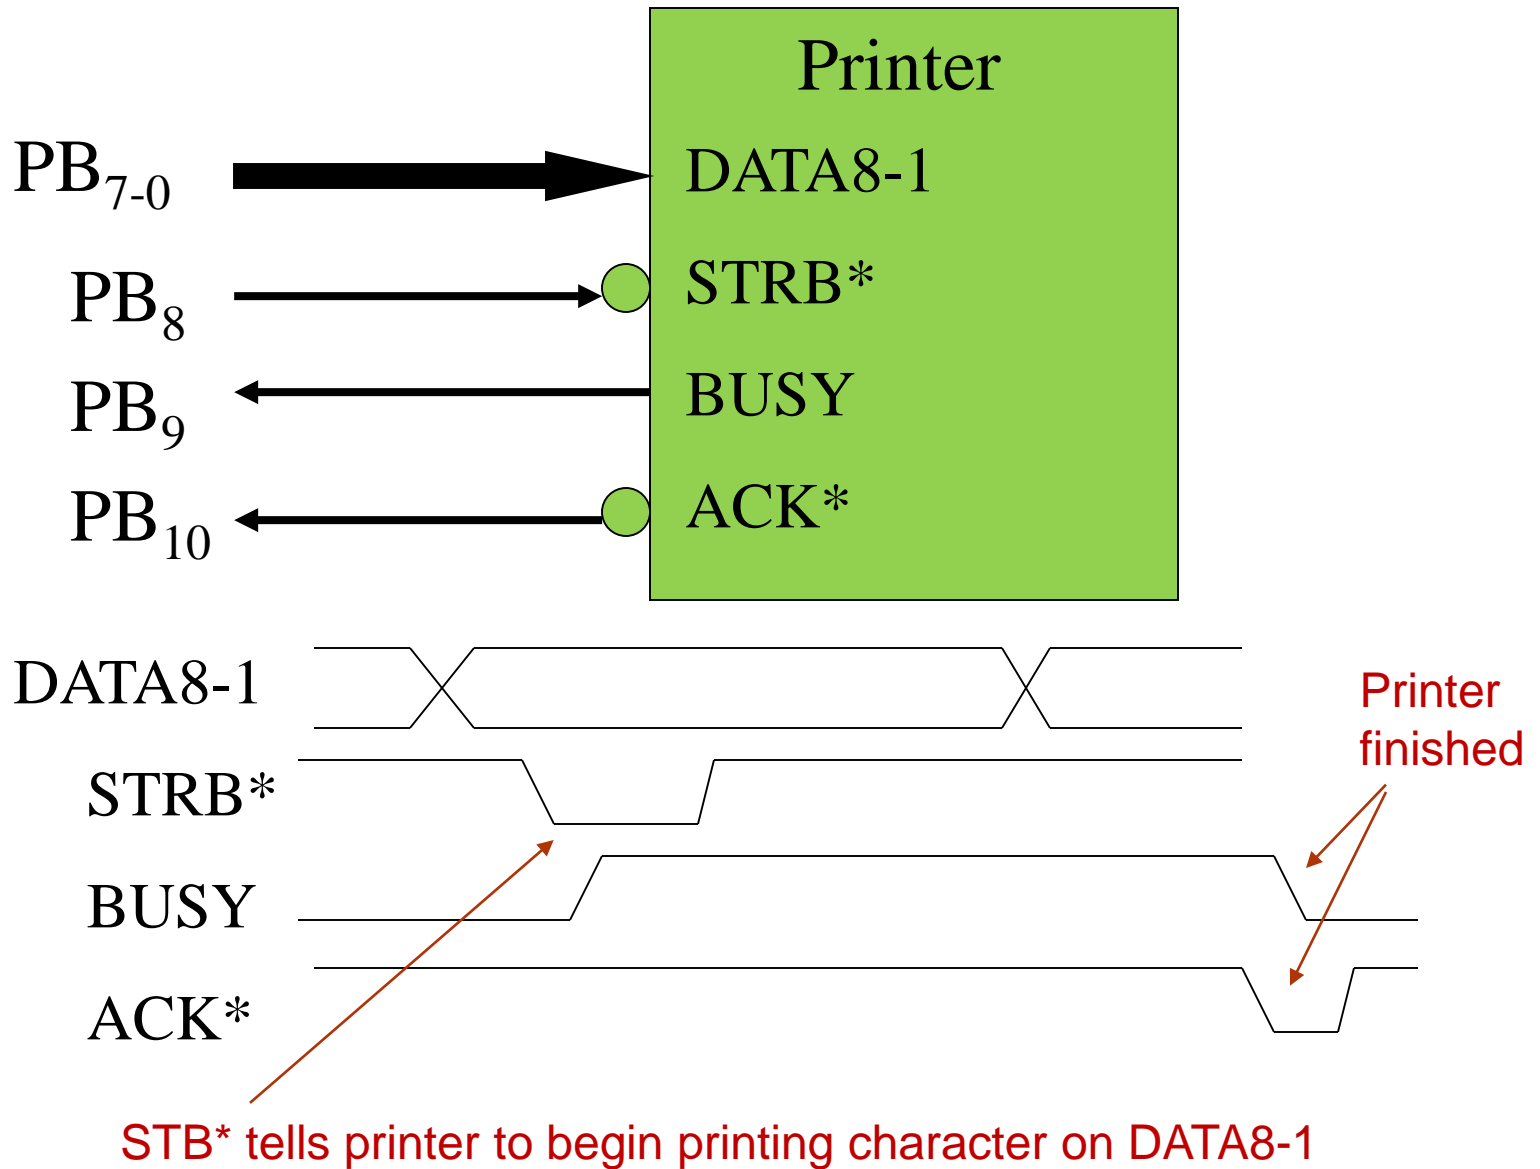 Printer
PB7-0 DATA8-1
PB8 STRB*
PB9 BUSY
PB10 ACK*
DATA8-1
Printer
finished
STRB*
BUSY
ACK*
STB* tells printer to begin printing character on DATA8-1